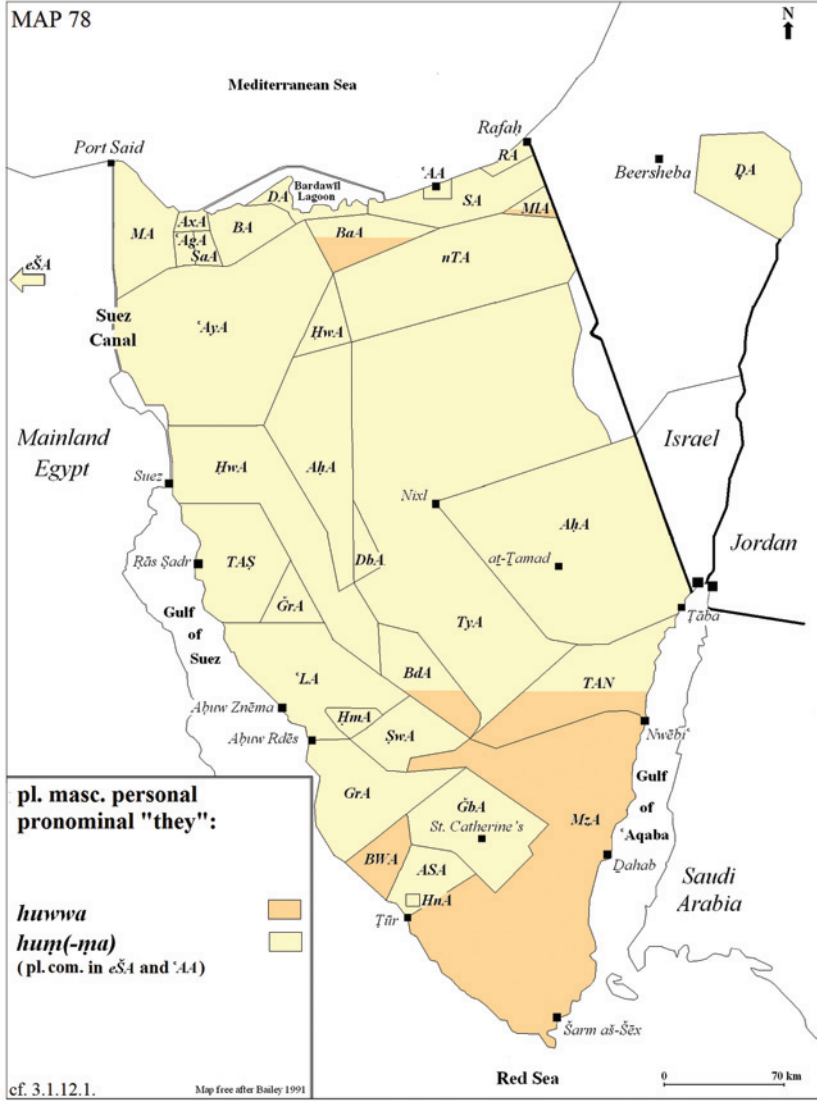 MAP 78
N
Mediterranean Sea
Rafaḥ
Port Said
RA
ʿAA
Beersheba
ḎA
Bardawīl
Lagoon
DA
SA
AxA
MA
BA
MlA
ʿAgA
BaA
ṢaA
eŠA
nTA
Suez
Canal
ʿAyA
ḤwA
Mainland
Egypt
Israel
ḤwA
AḥA
Suez
Nixl
AḥA
Jordan
Ṛās Ṣadr
TAṢ
DbA
aṯ-Ṯamad
ĞrA
Ṭāba
Gulf
of
Suez
TyA
ʿLA
BdA
TAN
Aḅuw Znēma
ḤmA
ṢwA
Nwēbiʿ
Aḅuw Rdēs
Gulf
of
ʿAqaba
GrA
ĞbA
MzA
St. Catherine’s
BWA
ASA
Ḏahab
Saudi
Arabia
HnA
Ṭūr
Šarm aš-Šēx
Red Sea
0 70 km
pl. masc. personal
pronominal "they":
huwwa
huṃ(-ṃa)
(pl. com. in eŠA and ʿAA)
cf. 3.1.12.1.
Map free after Bailey 1991